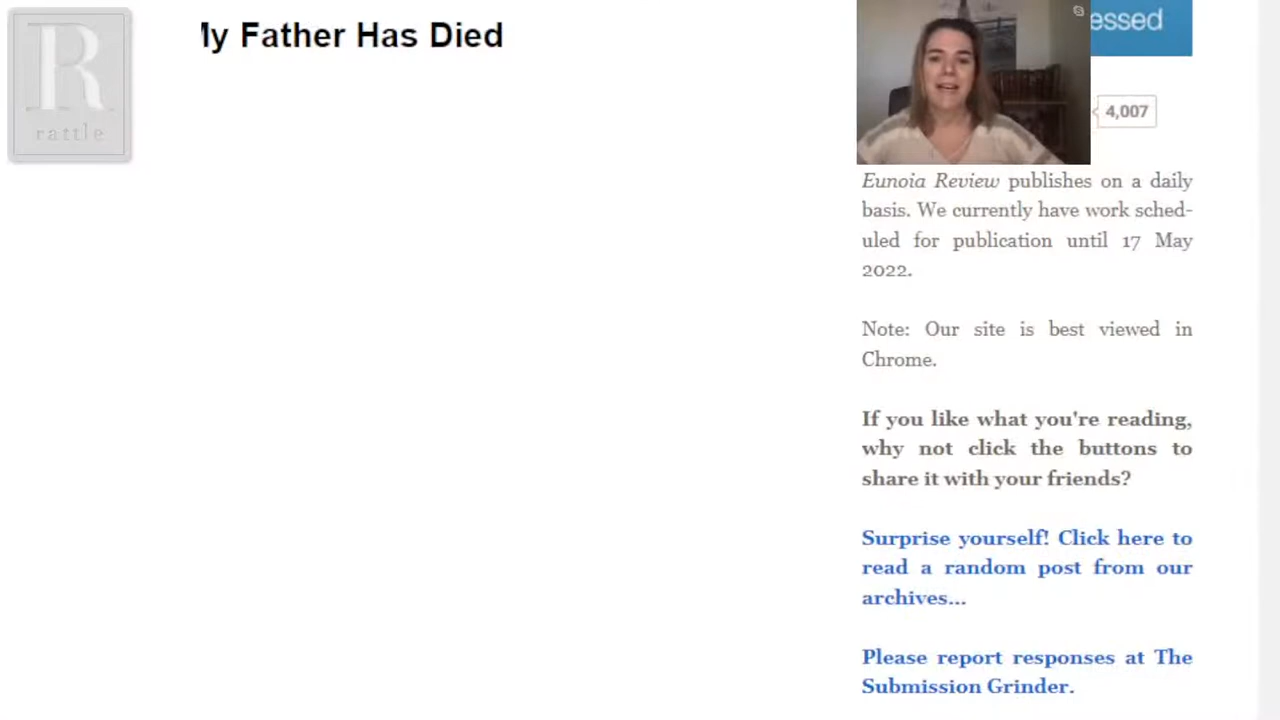 R
rattle
My Father Has Died
essed
4,007
Eunoia Review publishes on a daily
basis. We currently have work sched-
uled for publication until 17 May
2022.
Note: Our site is best viewed in
Chrome.
If you like what you're reading,
why not click the buttons to
share it with your friends?
Surprise yourself! Click here to
read a random post from our
archives...
Please report responses at The
Submission Grinder.